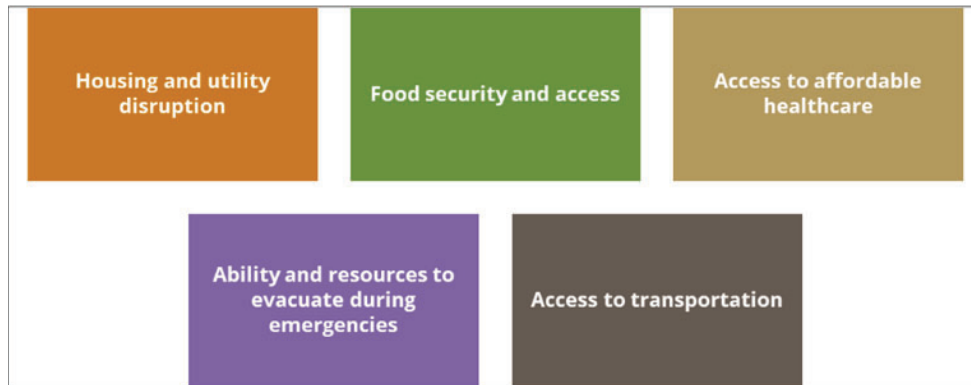 Housing and utility
disruption
Food security and access
Access to affordable
healthcare
Ability and resources to
evacuate during
emergencies
Access to transportation